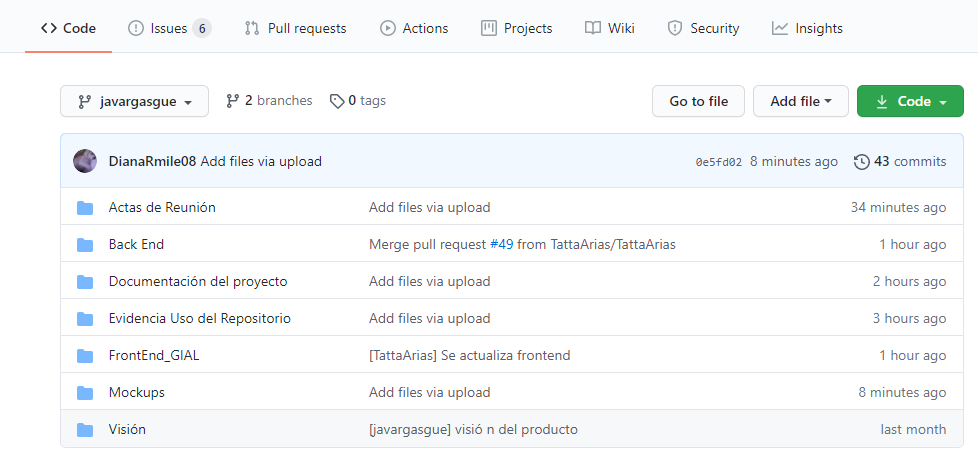 Code Issues 6 Pull requests Actions Projects Wiki Security Insights
javargasgue 2 branches 0 tags Go to file Add file Code
DianaRmile08 Add files via upload 0e5fd02 8 minutes ago 43 commits
Actas de Reunión Add files via upload 34 minutes ago
Back End Merge pull request #49 from TattaArias/TattaArias 1 hour ago
Documentación del proyecto Add files via upload 2 hours ago
Evidencia Uso del Repositorio Add files via upload 3 hours ago
FrontEnd_GIAL [TattaArias] Se actualiza frontend 1 hour ago
Mockups Add files via upload 8 minutes ago
Visión [javargasgue] visió n del producto last month